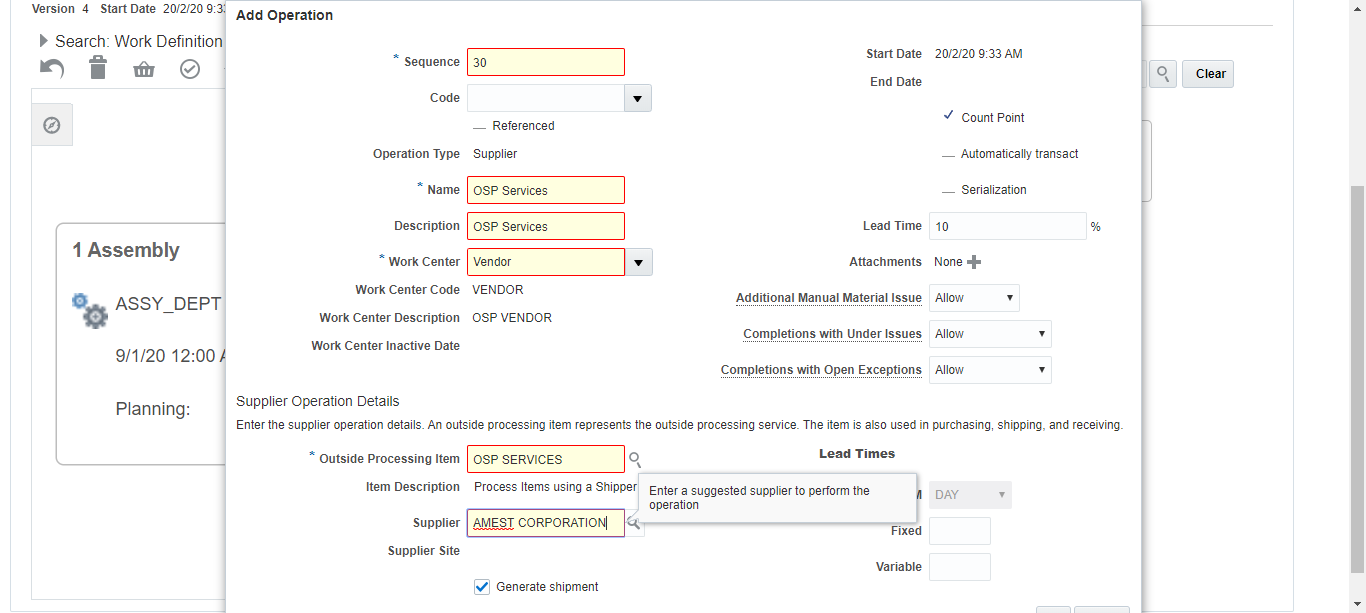 Version 4 Start Date 20/2/20 9:3
Search: Work Definition
Clear
1 Assembly
ASSY_DEPT
9/1/20 12:00 A
Planning:
Add Operation
* Sequence 30
Code
Referenced
Operation Type Supplier
* Name OSP Services
Description OSP Services
* Work Center Vendor
Work Center Code VENDOR
Work Center Description OSP VENDOR
Work Center Inactive Date
Start Date 20/2/20 9:33 AM
End Date
Count Point
Automatically transact
Serialization
Lead Time 10 %
Attachments None
Additional Manual Material Issue Allow
Completions with Under Issues Allow
Completions with Open Exceptions Allow
Supplier Operation Details
Enter the supplier operation details. An outside processing item represents the outside processing service. The item is also used in purchasing, shipping, and receiving.
* Outside Processing Item OSP SERVICES
Item Description Process Items using a Shipper
Supplier AMEST CORPORATION
Supplier Site
Generate shipment
Enter a suggested supplier to perform the
operation
Lead Times
M DAY
Fixed
Variable